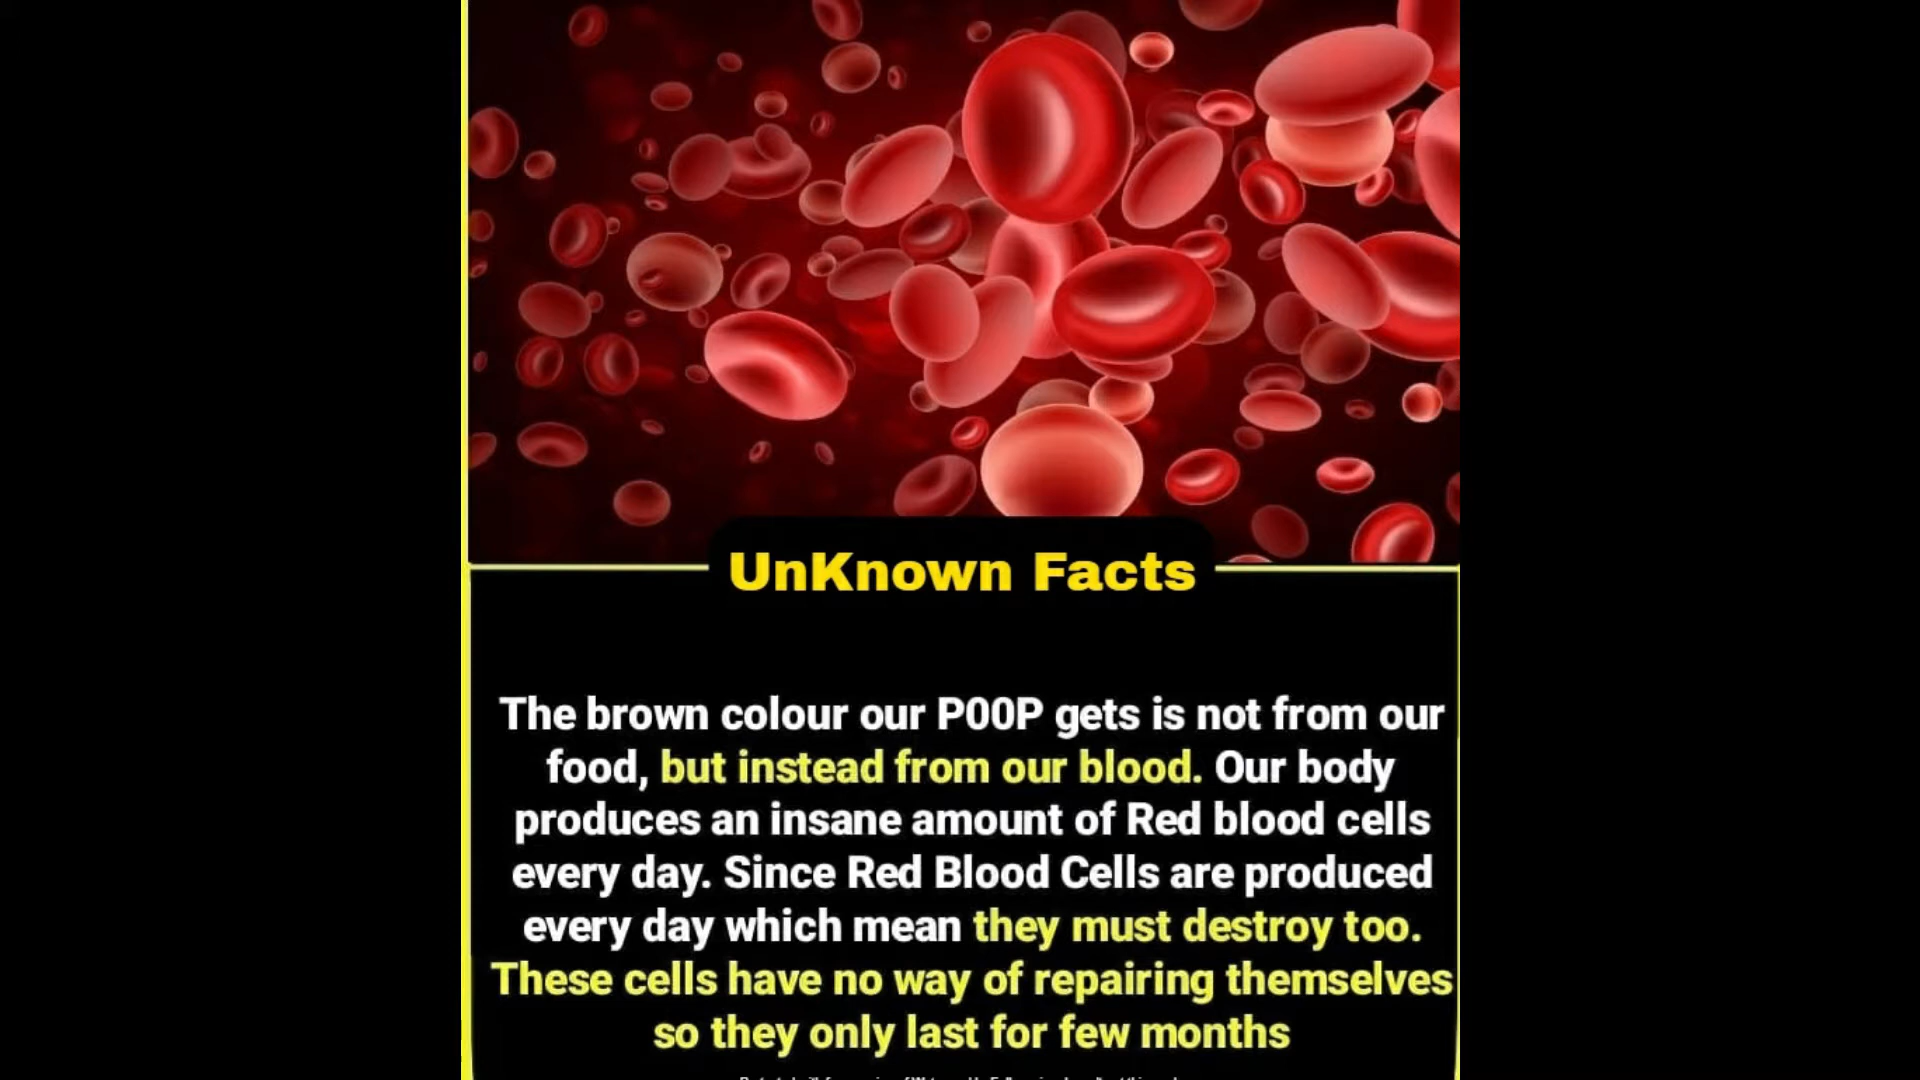 UnKnown Facts
The brown colour our P00P gets is not from our
food, but instead from our blood. Our body
produces an insane amount of Red blood cells
every day. Since Red Blood Cells are produced
every day which mean they must destroy too.
These cells have no way of repairing themselves
so they only last for few months